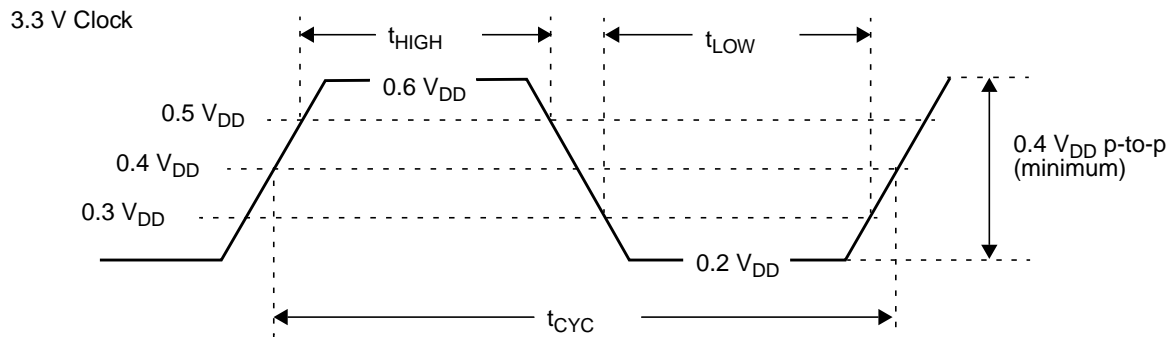 3.3 V Clock
tHIGH
tLOW
0.6 VDD
0.5 VDD
0.4 VDD
0.3 VDD
0.2 VDD
0.4 VDD p-to-p
(minimum)
tCYC